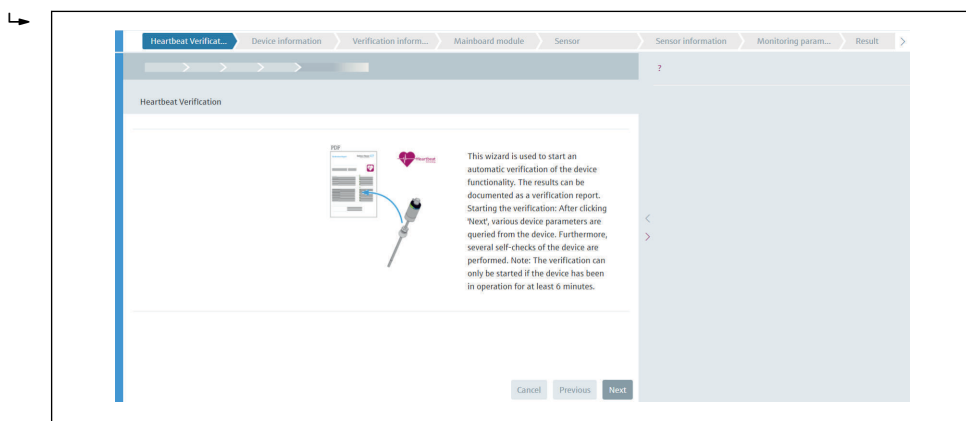 Heartbeat Verificat... Device information Verification inform... Mainboard module Sensor Sensor information Monitoring param... Result >
?
Heartbeat Verification
PDF
This wizard is used to start an
automatic verification of the device
functionality. The results can be
documented as a verification report.
Starting the verification: After clicking
'Next', various device parameters are
queried from the device. Furthermore,
several self-checks of the device are
performed. Note: The verification can
only be started if the device has been
in operation for at least 6 minutes.
Cancel Previous Next